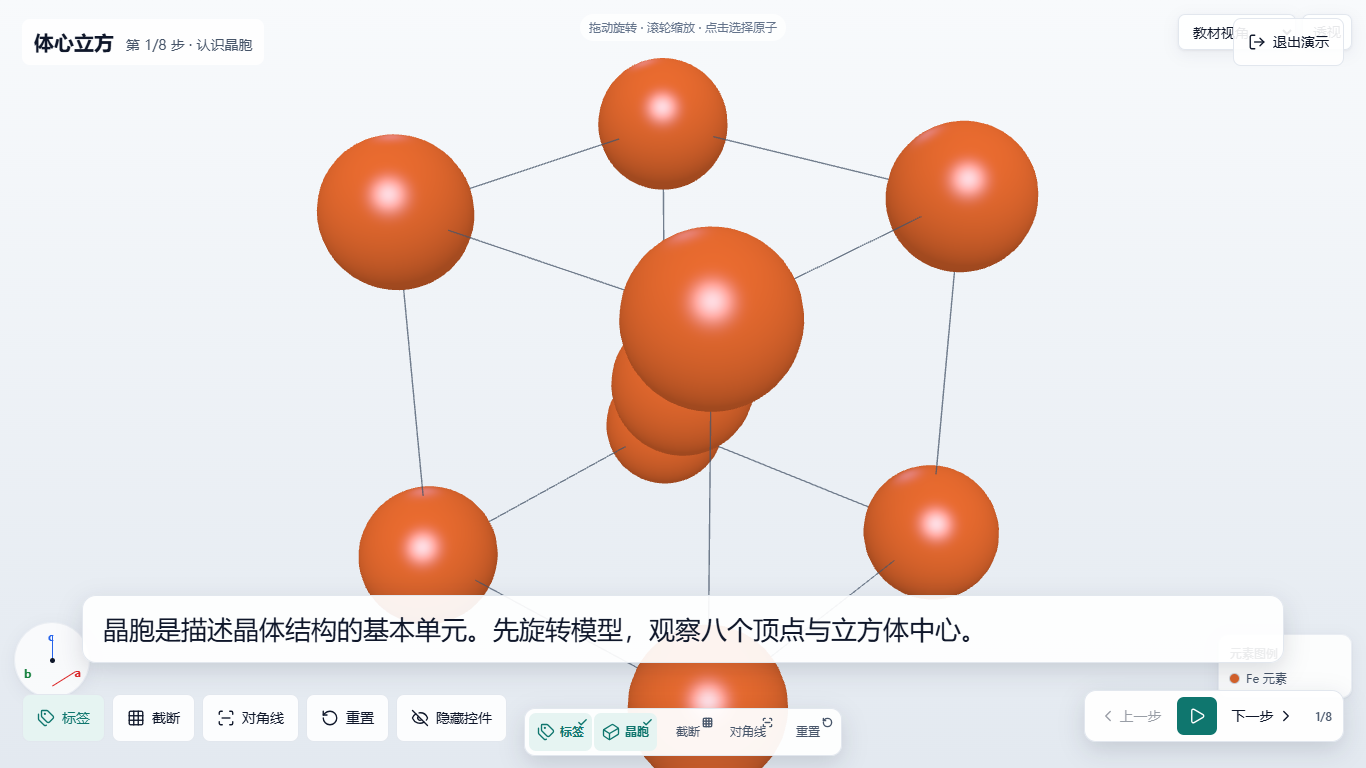 体心立方 第 1/8 步 · 认识晶胞
拖动旋转 · 滚轮缩放 · 点击选择原子
教材视
透视
退出演示
晶胞是描述晶体结构的基本单元。先旋转模型，观察八个顶点与立方体中心。
c
b
a
元素图例
Fe 元素
标签
截断
对角线
重置
隐藏控件
标签
晶胞
截断
对角线
重置
上一步
下一步
1/8